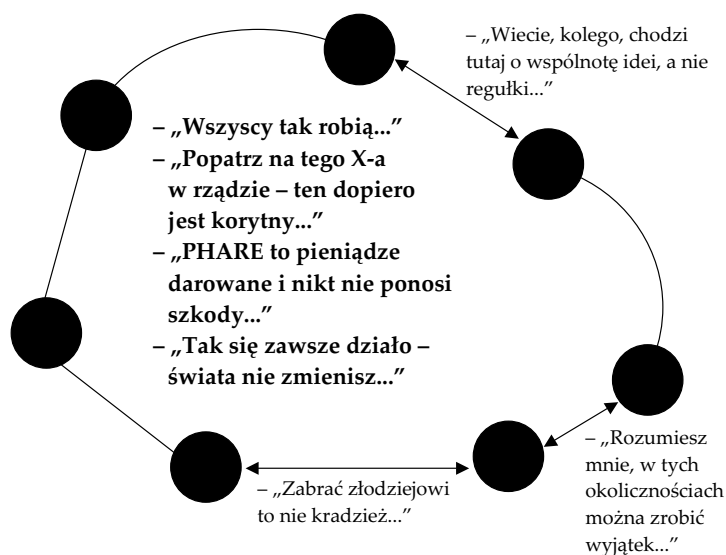 – „Wiecie, kolego, chodzi
tutaj o wspólnotę idei, a nie
regułki...”
– „Wszyscy tak robią...”
– „Popatrz na tego X-a
w rządzie – ten dopiero
jest korytny...”
– „PHARE to pieniądze
darowane i nikt nie ponosi
szkody...”
– „Tak się zawsze działo –
świata nie zmienisz...”
– „Rozumiesz
mnie, w tych
okolicznościach
można zrobić
wyjątek...”
– „Zabrać złodziejowi
to nie kradzież...”